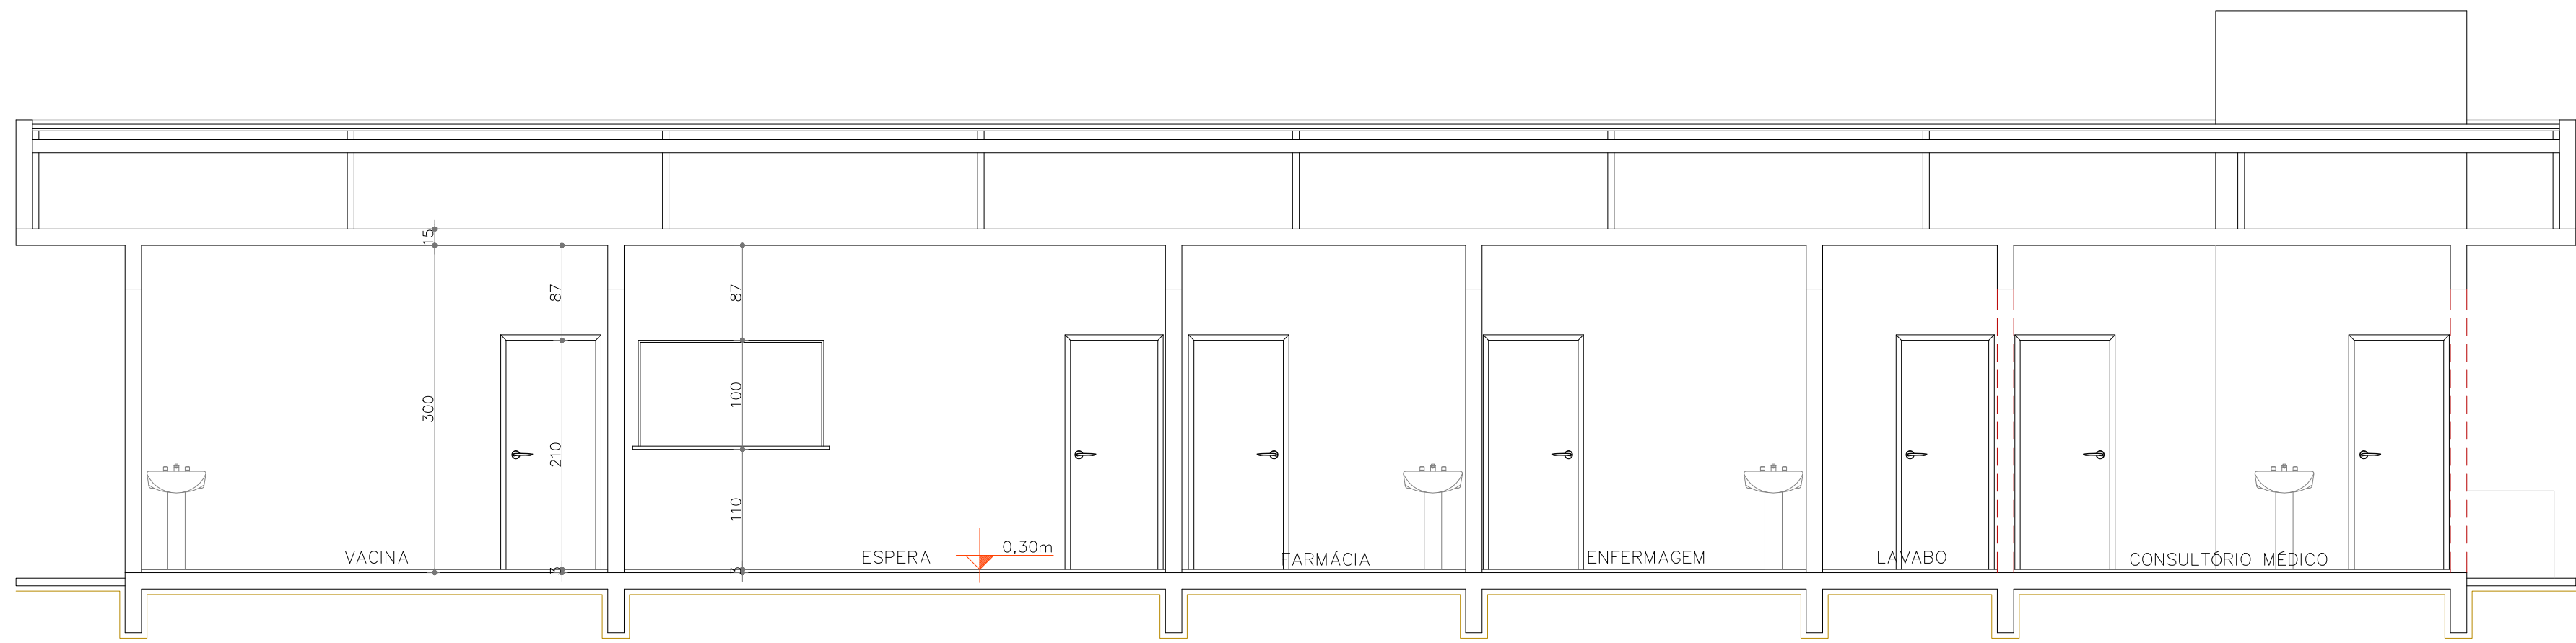 15
87
87
300
100
210
110
0,30m
VACINA
ESPERA
FARMÁCIA
ENFERMAGEM
LAVABO
CONSULTÓRIO MÉDICO
3
3